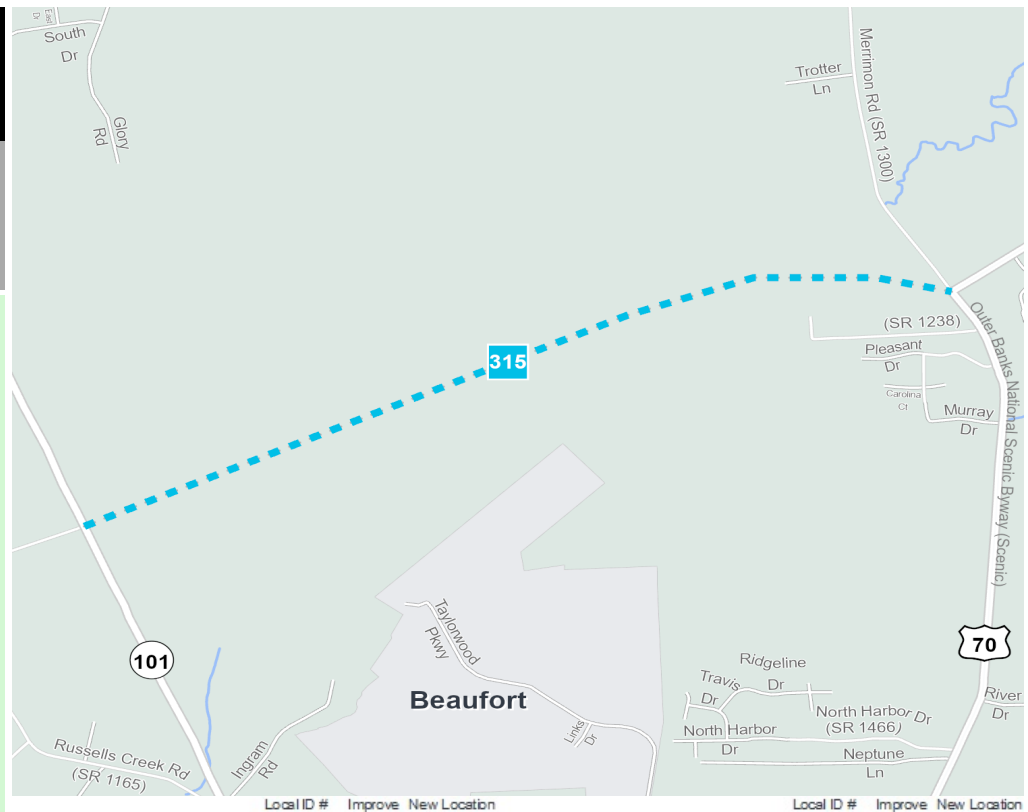 East
Dr
South
Dr
Glory
Rd
Trotter
Ln
Merrimon Rd (SR 1300)
(SR 1238)
Pleasant
Dr
Carolina
Ct
Murray
Dr
Outer Banks National Scenic Byway (Scenic)
315
101
70
Taylorwood
Pkwy
Beaufort
Links
Dr
Ridgeline
Dr
Travis
Dr
North Harbor Dr
(SR 1466)
North Harbor
Dr
Neptune
Ln
River
Dr
Ingram
Rd
Russells Creek Rd
(SR 1165)
Local ID # Improve New Location
Local ID # Improve New Location